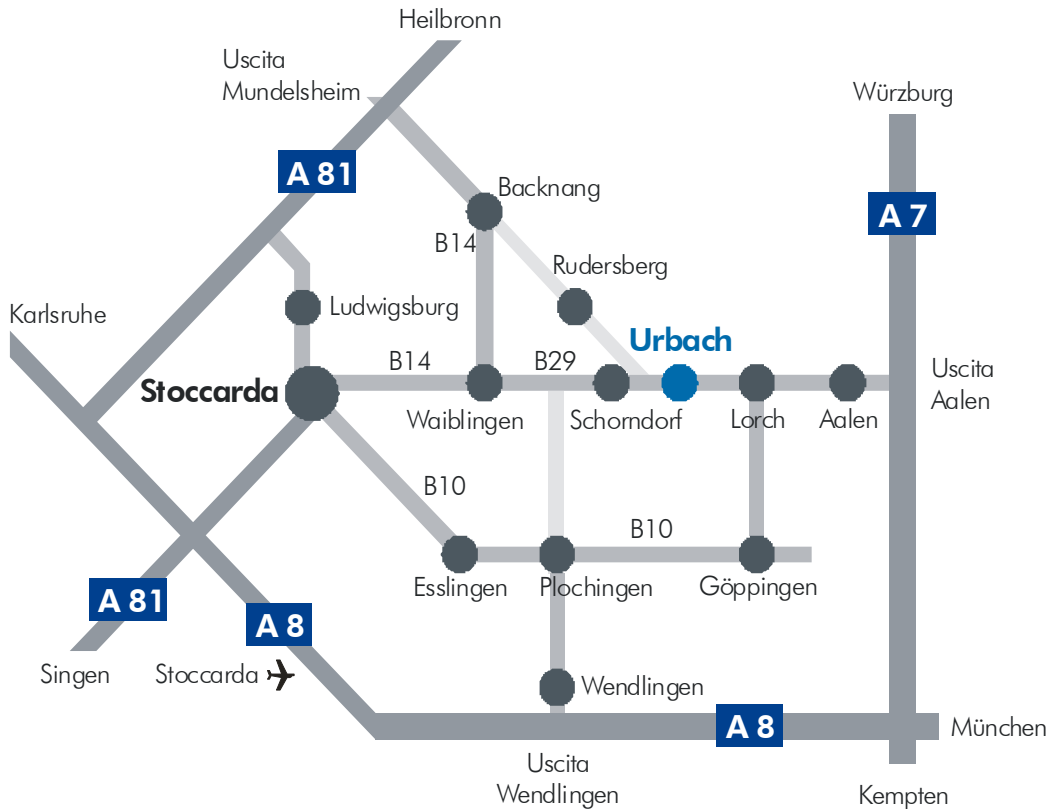 Heilbronn
Uscita
Mundelsheim
Würzburg
A 81
Backnang
A 7
B14
Rudersberg
Karlsruhe
Ludwigsburg
Urbach
B14
B29
Uscita
Aalen
Stoccarda
Waiblingen
Schorndorf
Lorch
Aalen
B10
B10
Esslingen
Plochingen
Göppingen
A 81
A 8
Singen
Stoccarda
Wendlingen
A 8
München
Uscita
Wendlingen
Kempten